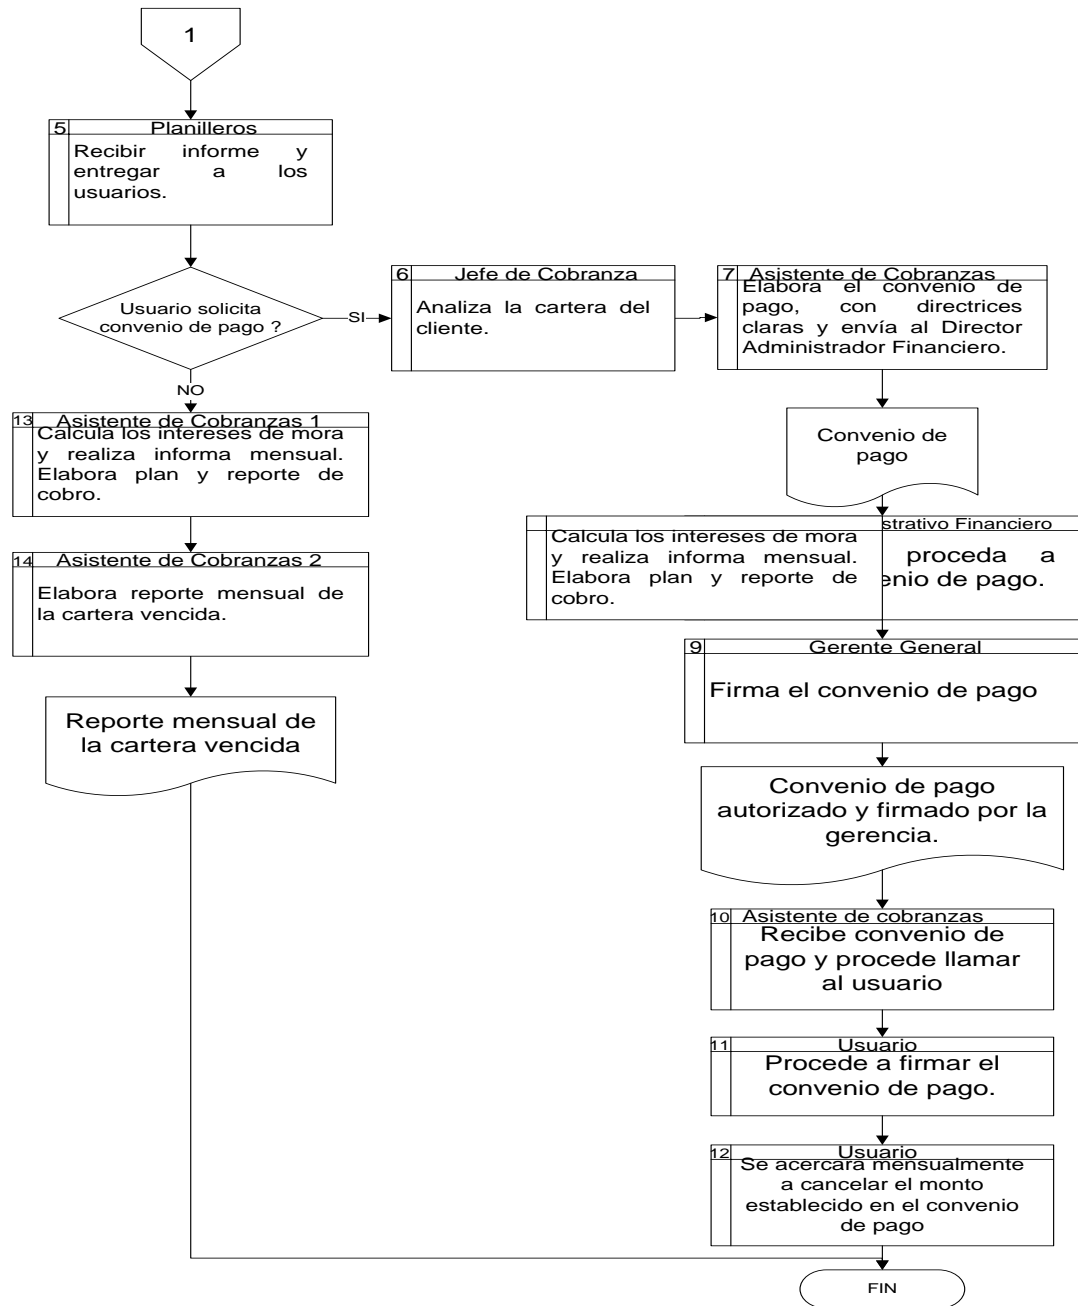 1
5 Planilleros
Recibir informe y
entregar a los
usuarios.
Usuario solicita
convenio de pago ?
SI
NO
6 Jefe de Cobranza
Analiza la cartera del
cliente.
7 Asistente de Cobranzas
Elabora el convenio de
pago, con directrices
claras y envía al Director
Administrador Financiero.
13 Asistente de Cobranzas 1
Calcula los intereses de mora
y realiza informa mensual.
Elabora plan y reporte de
cobro.
14 Asistente de Cobranzas 2
Elabora reporte mensual de
la cartera vencida.
Reporte mensual de
la cartera vencida
Convenio de
pago
strativo Financiero
Calcula los intereses de mora
y realiza informa mensual.
Elabora plan y reporte de
cobro.
proceda a
enio de pago.
9 Gerente General
Firma el convenio de pago
Convenio de pago
autorizado y firmado por la
gerencia.
10 Asistente de cobranzas
Recibe convenio de
pago y procede llamar
al usuario
11 Usuario
Procede a firmar el
convenio de pago.
12 Usuario
Se acercara mensualmente
a cancelar el monto
establecido en el convenio
de pago
FIN